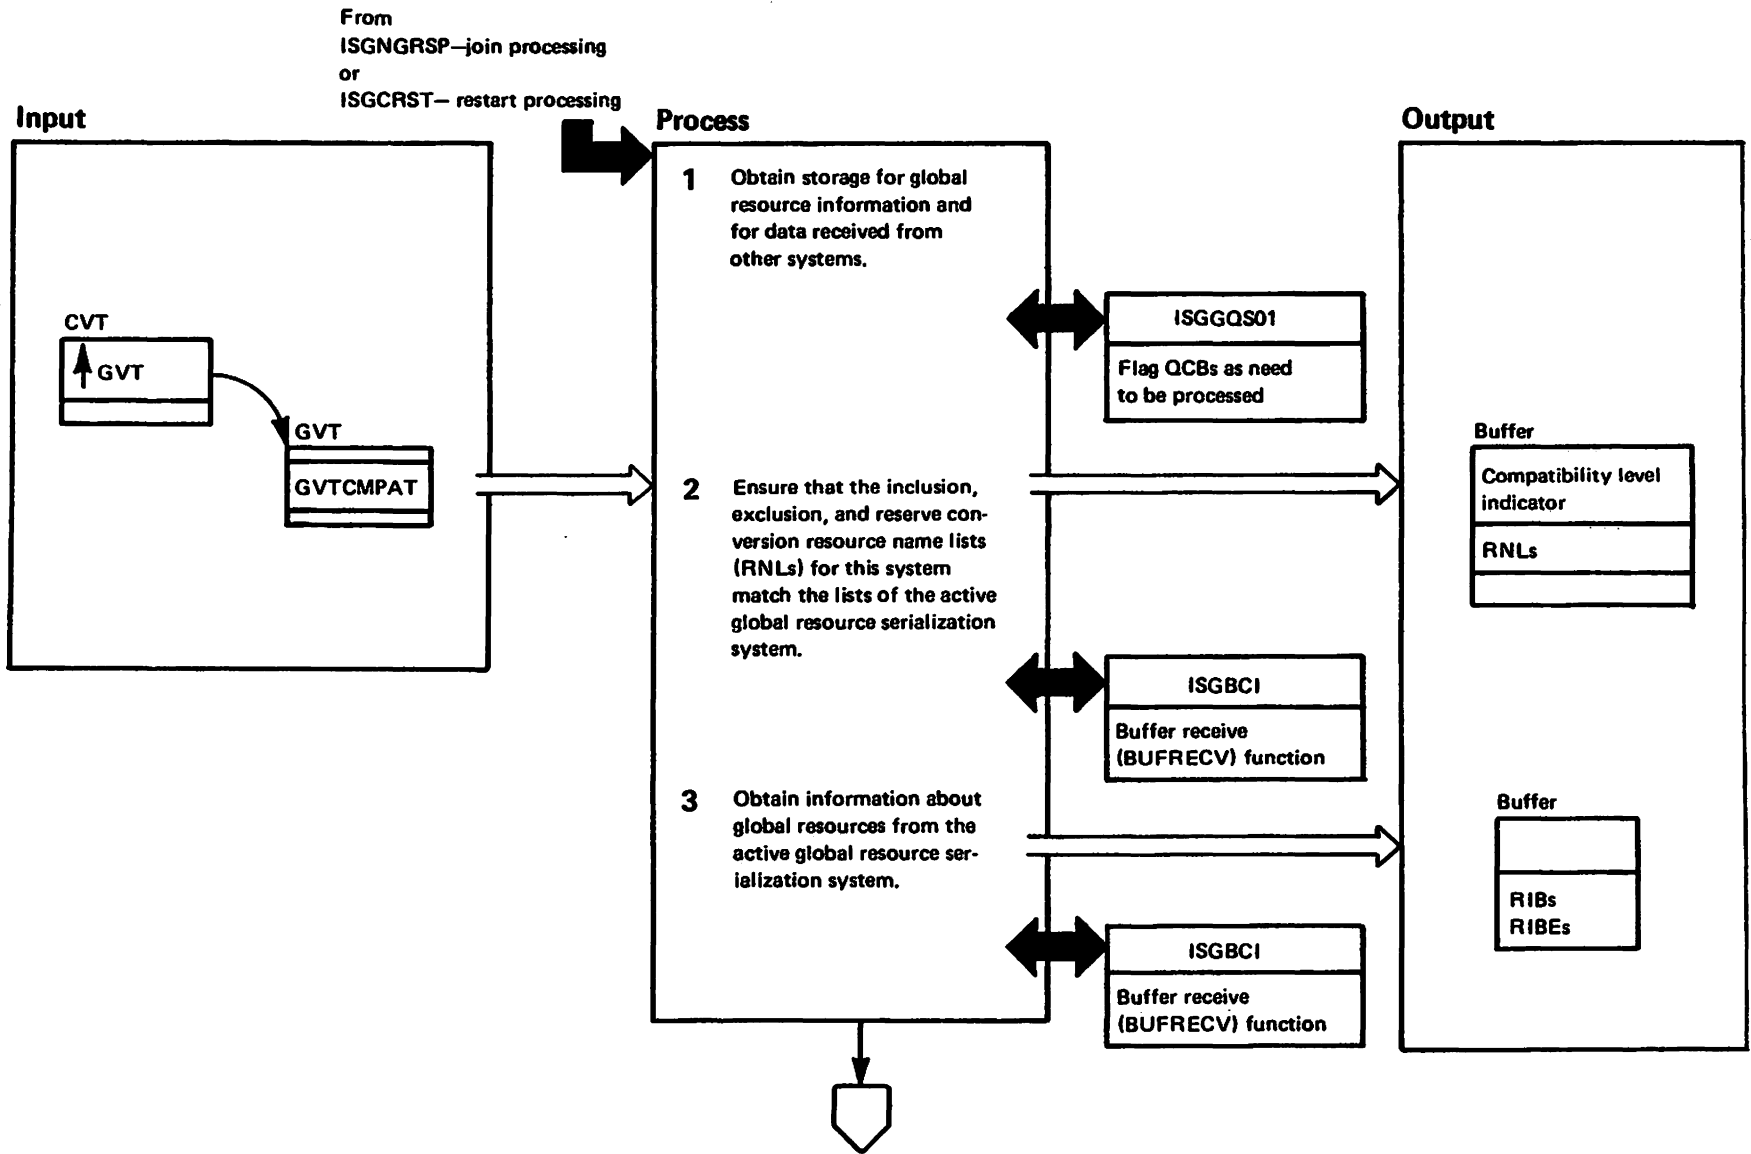 From
ISGNGRSP—join processing
or
ISGCRST— restart processing
Input
Process
Output
CVT
GVT
GVT
GVTCMPAT
1 Obtain storage for global
resource information and
for data received from
other systems.
ISGGQS01
Flag QCBs as need
to be processed
2 Ensure that the inclusion,
exclusion, and reserve con-
version resource name lists
(RNLs) for this system
match the lists of the active
global resource serialization
system.
Buffer
Compatibility level
indicator
RNLs
ISGBCI
Buffer receive
(BUFRECV) function
3 Obtain information about
global resources from the
active global resource ser-
ialization system.
Buffer
RIBs
RIBEs
ISGBCI
Buffer receive
(BUFRECV) function